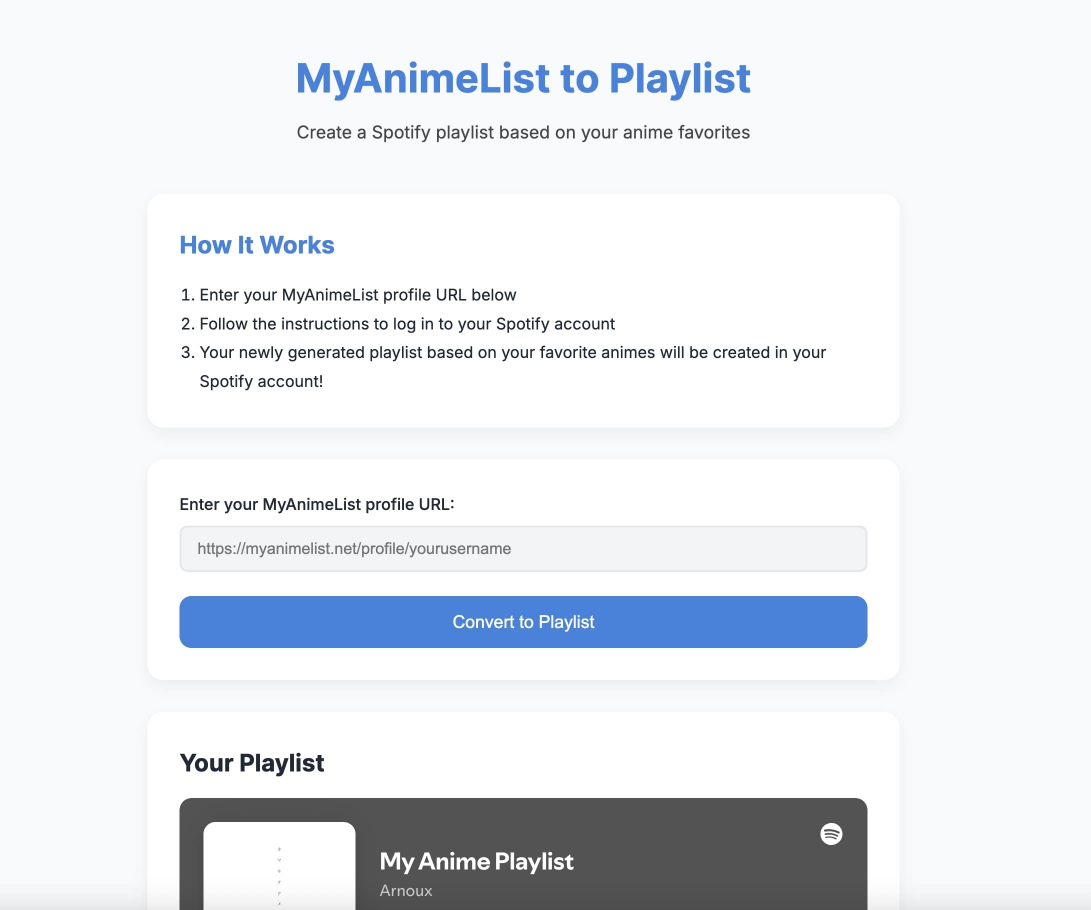 MyAnimeList to Playlist
Create a Spotify playlist based on your anime favorites
How It Works
1. Enter your MyAnimeList profile URL below
2. Follow the instructions to log in to your Spotify account
3. Your newly generated playlist based on your favorite animes will be created in your
Spotify account!
Enter your MyAnimeList profile URL:
https://myanimelist.net/profile/yourusername
Convert to Playlist
Your Playlist
My Anime Playlist
Arnoux